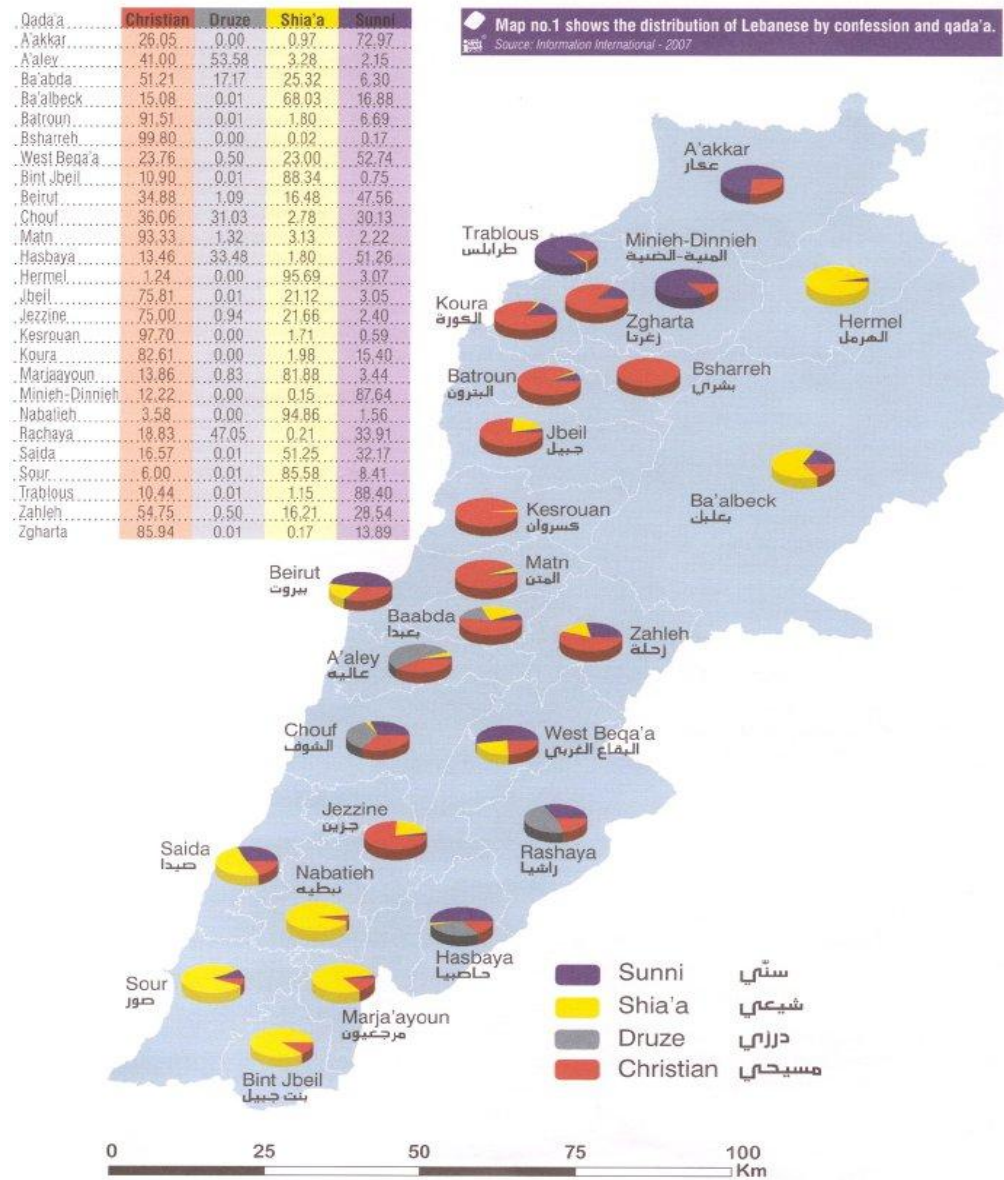 Qada'a Christian Druze Shia'a Sunni
A'akkar 26.05 0.00 0.97 72.97
A'aley 41.00 53.58 3.28 2.15
Ba'abda 51.21 17.17 25.32 6.30
Ba'albeck 15.08 0.01 68.03 16.88
Batroun 91.51 0.01 1.80 6.69
Bsharreh 99.80 0.00 0.02 0.17
West Beqa'a 23.76 0.50 23.00 52.74
Bint Jbeil 10.90 0.01 88.34 0.75
Beirut 34.88 1.09 16.48 47.56
Chouf 36.06 31.03 2.78 30.13
Matn 93.33 1.32 3.13 2.22
Hasbaya 13.46 33.48 1.80 51.26
Hermel 1.24 0.00 95.69 3.07
Jbeil 75.81 0.01 21.12 3.05
Jezzine 75.00 0.94 21.66 2.40
Kesrouan 97.70 0.00 1.71 0.59
Koura 82.61 0.00 1.98 15.40
Marjaayoun 13.86 0.83 81.88 3.44
Minieh-Dinnieh 12.22 0.00 0.15 87.64
Nabatieh 3.58 0.00 94.86 1.56
Rachaya 18.83 47.05 0.21 33.91
Saida 16.57 0.01 51.25 32.17
Sour 6.00 0.01 85.58 8.41
Trablous 10.44 0.01 1.15 88.40
Zahleh 54.75 0.50 16.21 28.54
Zgharta 85.94 0.01 0.17 13.89
Map no.1 shows the distribution of Lebanese by confession and qada'a.
Source: Information International - 2007
A'akkar
عكار
Trablous
طرابلس
Minieh-Dinnieh
المنية-الضنية
Koura
الكورة
Zgharta
زغرتا
Hermel
الهرمل
Batroun
البترون
Bsharreh
بشري
Jbeil
جبيل
Ba'albeck
بعلبك
Kesrouan
كسروان
Matn
المتن
Beirut
بيروت
Baabda
بعبدا
Zahleh
زحلة
A'aley
عاليه
Chouf
الشوف
West Beqa'a
البقاع الغربي
Jezzine
جزين
Rashaya
راشيا
Saida
صيدا
Nabatieh
نبطيه
Hasbaya
حاصبيا
Sour
صور
Marja'ayoun
مرجعيون
Bint Jbeil
بنت جبيل
Sunni سنّي
Shia'a شيعي
Druze درزي
Christian مسيحي
0 25 50 75 100
Km